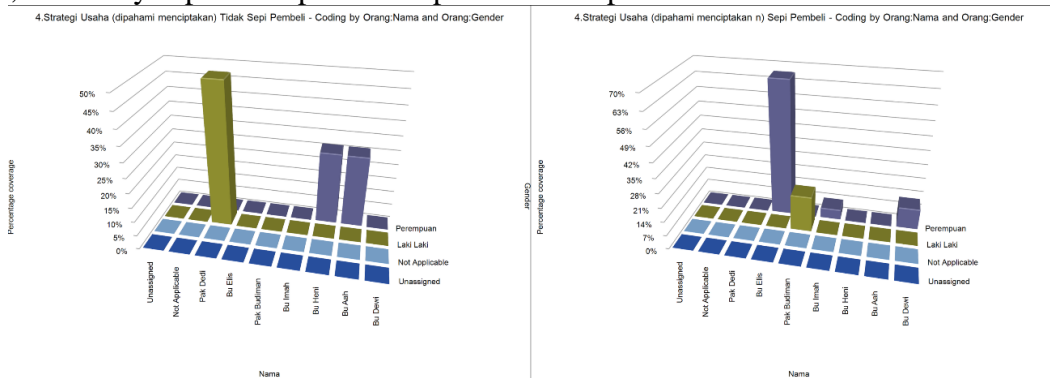 4.Strategi Usaha (dipahami menciptakan) Tidak Sepi Pembeli - Coding by Orang:Nama and Orang:Gender
50%
45%
40%
35%
30%
25%
20%
15%
10%
5%
0%
Percentage coverage
Gender
Perempuan
Laki Laki
Not Applicable
Unassigned
Unassigned
Not Applicable
Pak Dedi
Bu Elis
Pak Budiman
Bu Imah
Bu Heni
Bu Aah
Bu Dewi
Nama
4.Strategi Usaha (dipahami menciptakan n) Sepi Pembeli - Coding by Orang:Nama and Orang:Gender
70%
63%
56%
49%
42%
35%
28%
21%
14%
7%
0%
Percentage coverage
Perempuan
Laki Laki
Not Applicable
Unassigned
Unassigned
Not Applicable
Pak Dedi
Bu Elis
Pak Budiman
Bu Imah
Bu Heni
Bu Aah
Bu Dewi
Nama